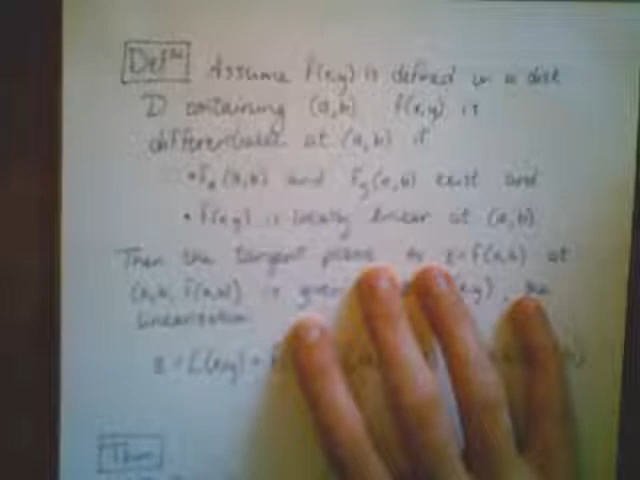 Defn Assume f(x,y) is defined in a disk
D containing (a,b) f(x,y) is
differentiable at (a,b) if
• fx(a,b) and fy(a,b) exist and
• f(x,y) is locally linear at (a,b)
Then the tangent plane to z=f(a,b) at
(a,b,f(a,b)) is x,y), the
linearization
z = L(x,y) =
Thm